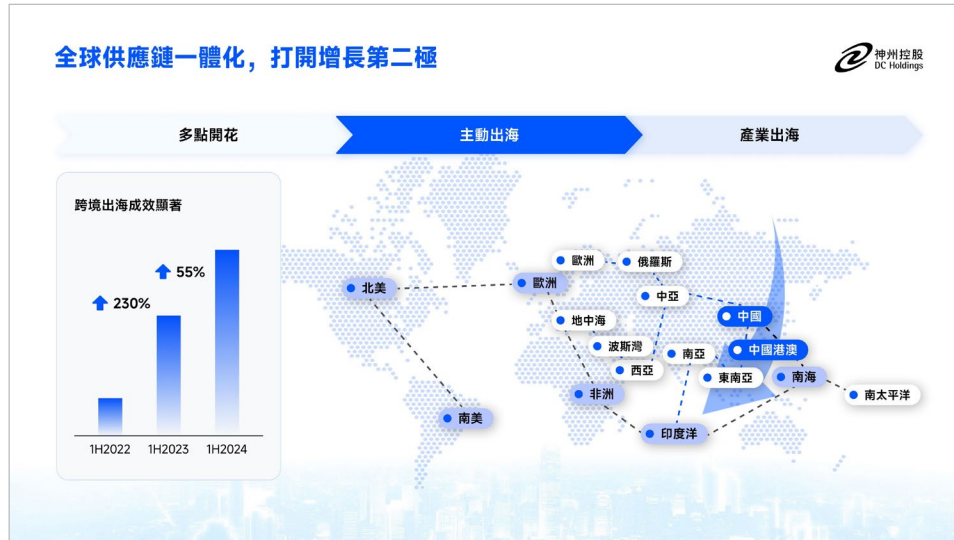 全球供應鏈一體化，打開增長第二極
神州控股
DC Holdings
多點開花
主動出海
產業出海
跨境出海成效顯著
55%
230%
1H2022
1H2023
1H2024
北美
南美
歐洲
歐洲
俄羅斯
中亞
地中海
波斯灣
西亞
南亞
非洲
印度洋
中國
中國港澳
東南亞
南海
南太平洋